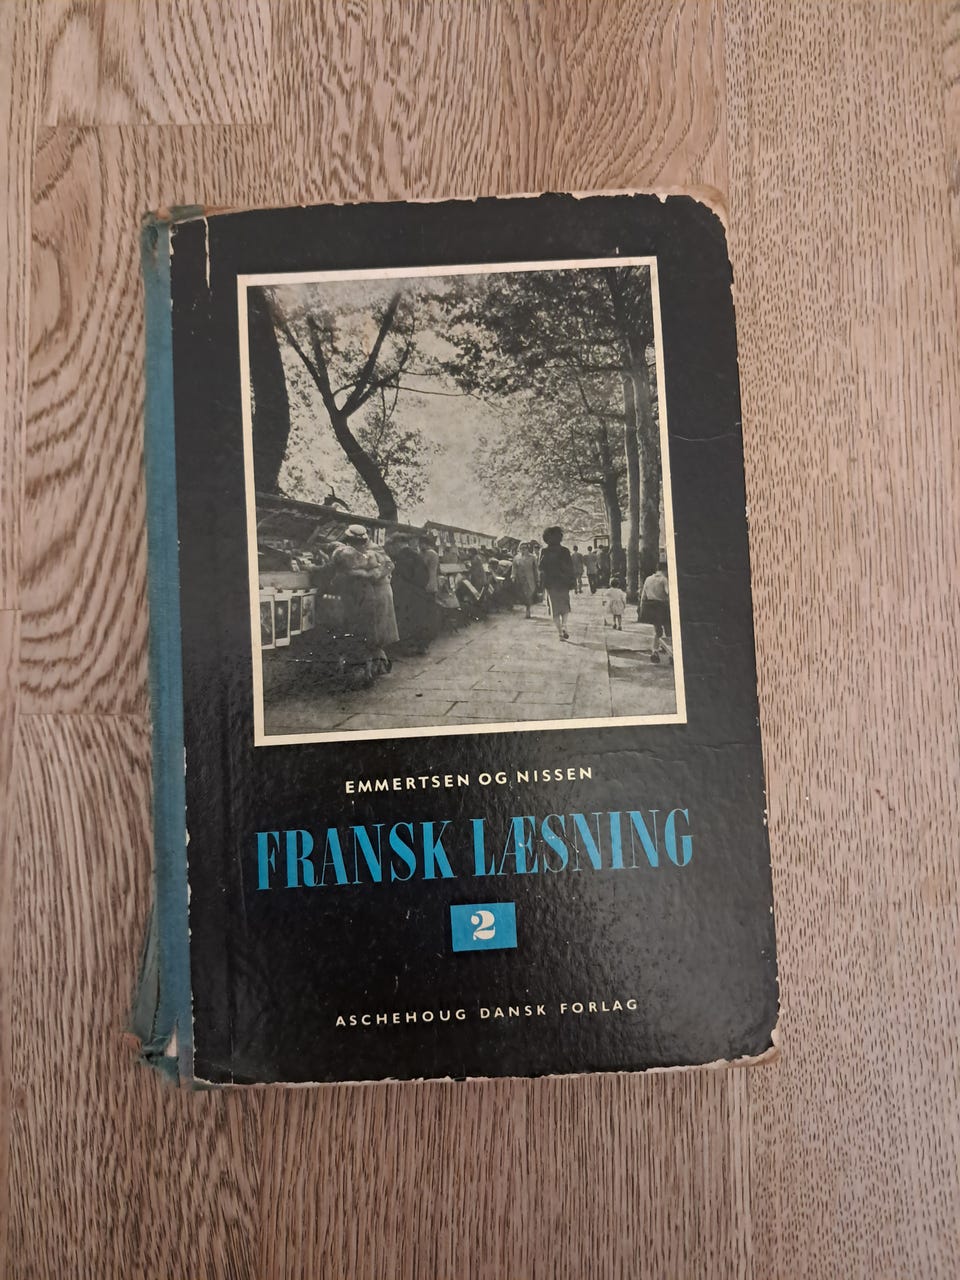 EMMERTSEN OG NISSEN
FRANSK LÆSNING
2
ASCHEHOUG DANSK FORLAG